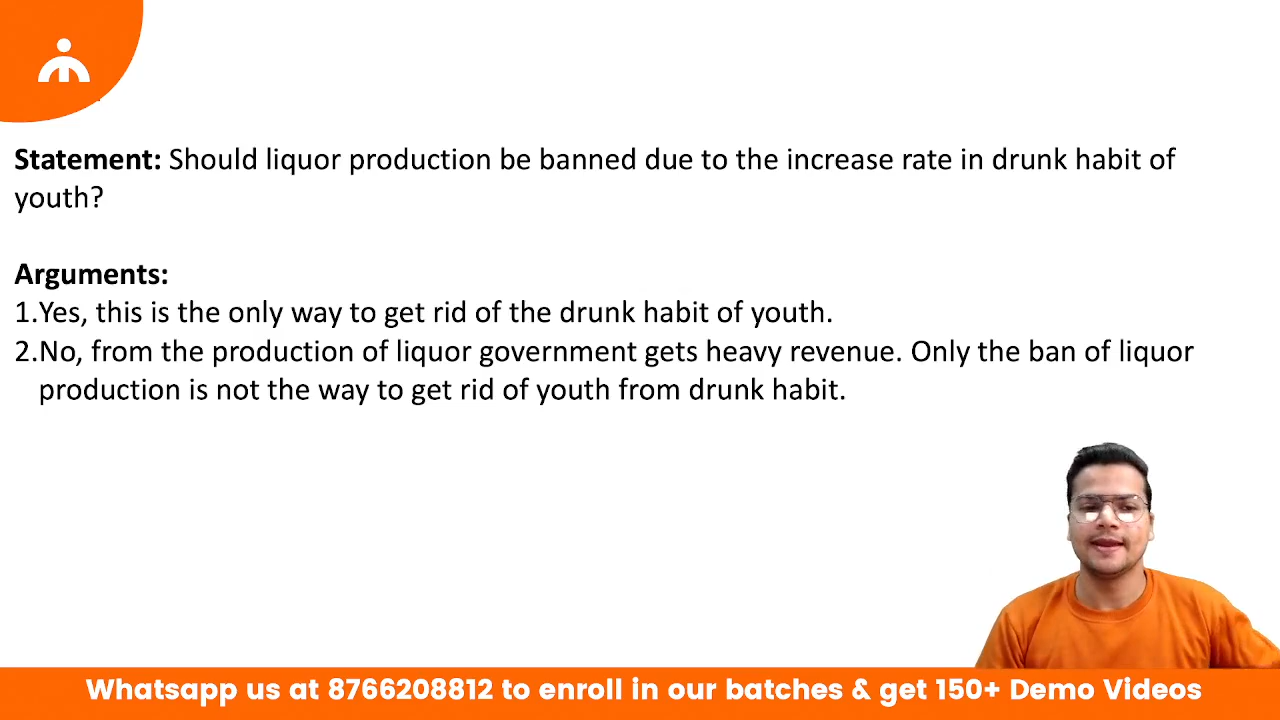 Statement: Should liquor production be banned due to the increase rate in drunk habit of
youth?
Arguments:
1.Yes, this is the only way to get rid of the drunk habit of youth.
2.No, from the production of liquor government gets heavy revenue. Only the ban of liquor
production is not the way to get rid of youth from drunk habit.
Whatsapp us at 8766208812 to enroll in our batches & get 150+ Demo Videos